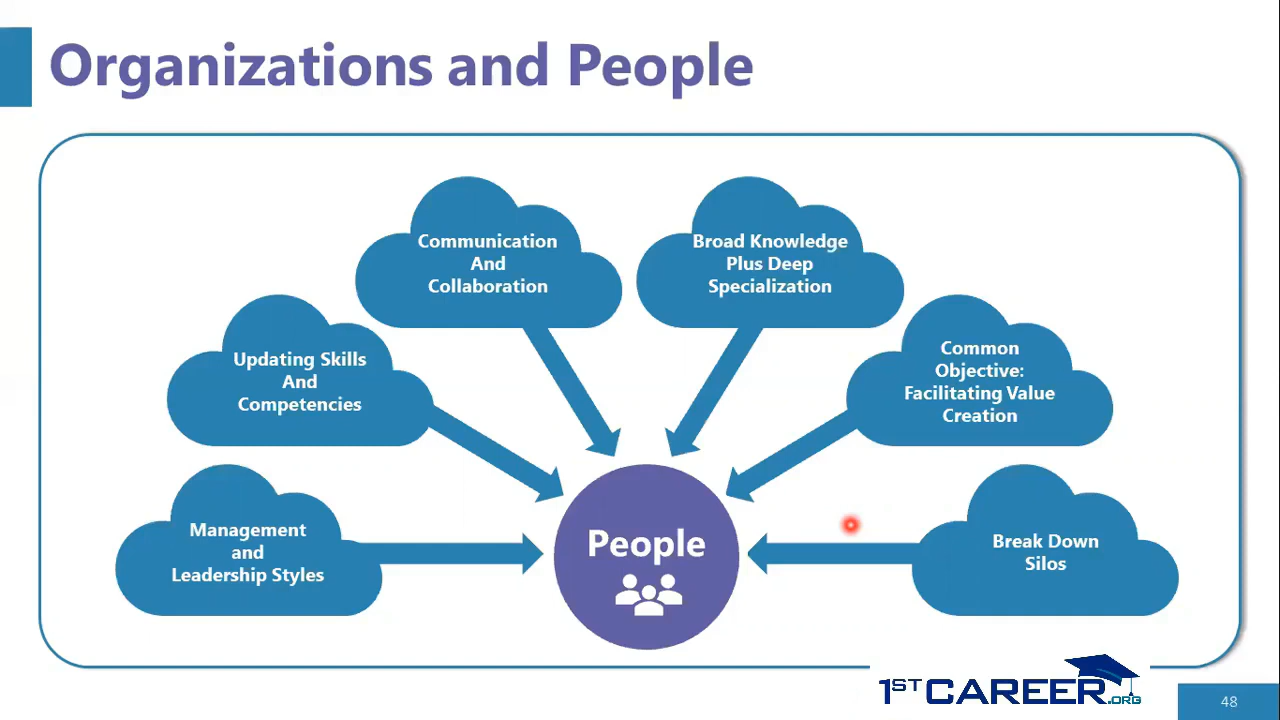 Organizations and People
Communication
And
Collaboration
Broad Knowledge
Plus Deep
Specialization
Updating Skills
And
Competencies
Common
Objective:
Facilitating Value
Creation
Management
and
Leadership Styles
People
Break Down
Silos
1ST CAREER.ORG
48